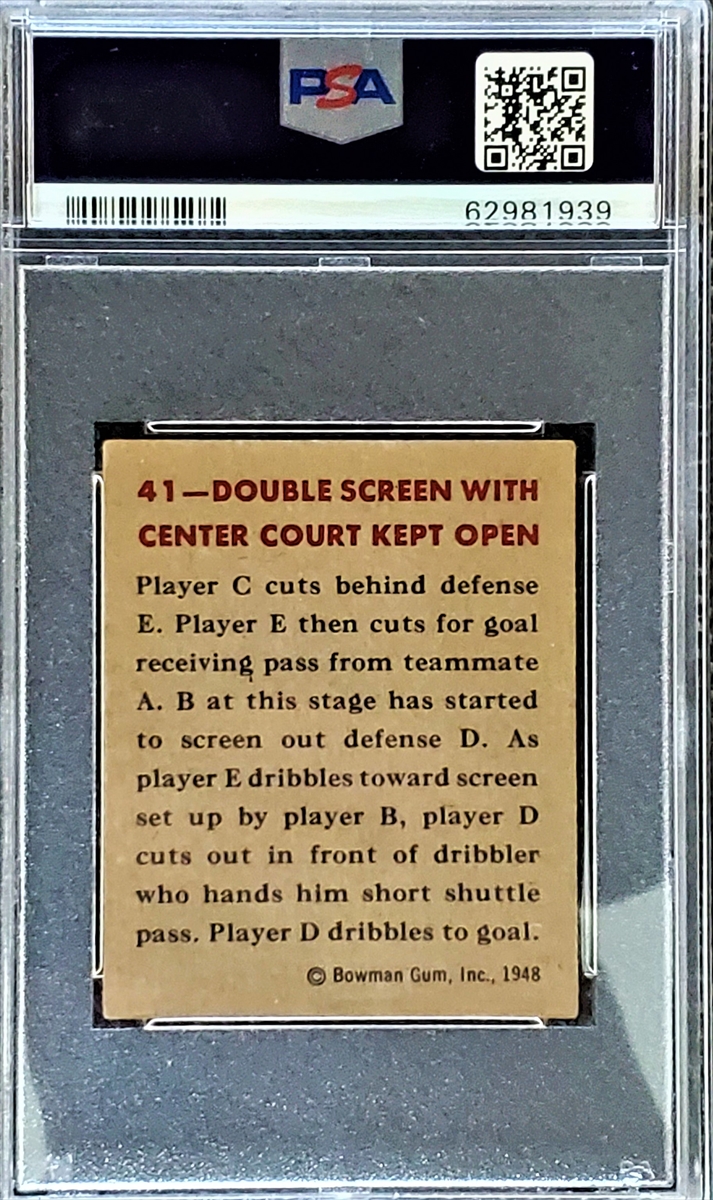 PSA
62981939
41—DOUBLE SCREEN WITH
CENTER COURT KEPT OPEN
Player C cuts behind defense
E. Player E then cuts for goal
receiving pass from teammate
A. B at this stage has started
to screen out defense D. As
player E dribbles toward screen
set up by player B, player D
cuts out in front of dribbler
who hands him short shuttle
pass. Player D dribbles to goal.
© Bowman Gum, Inc., 1948